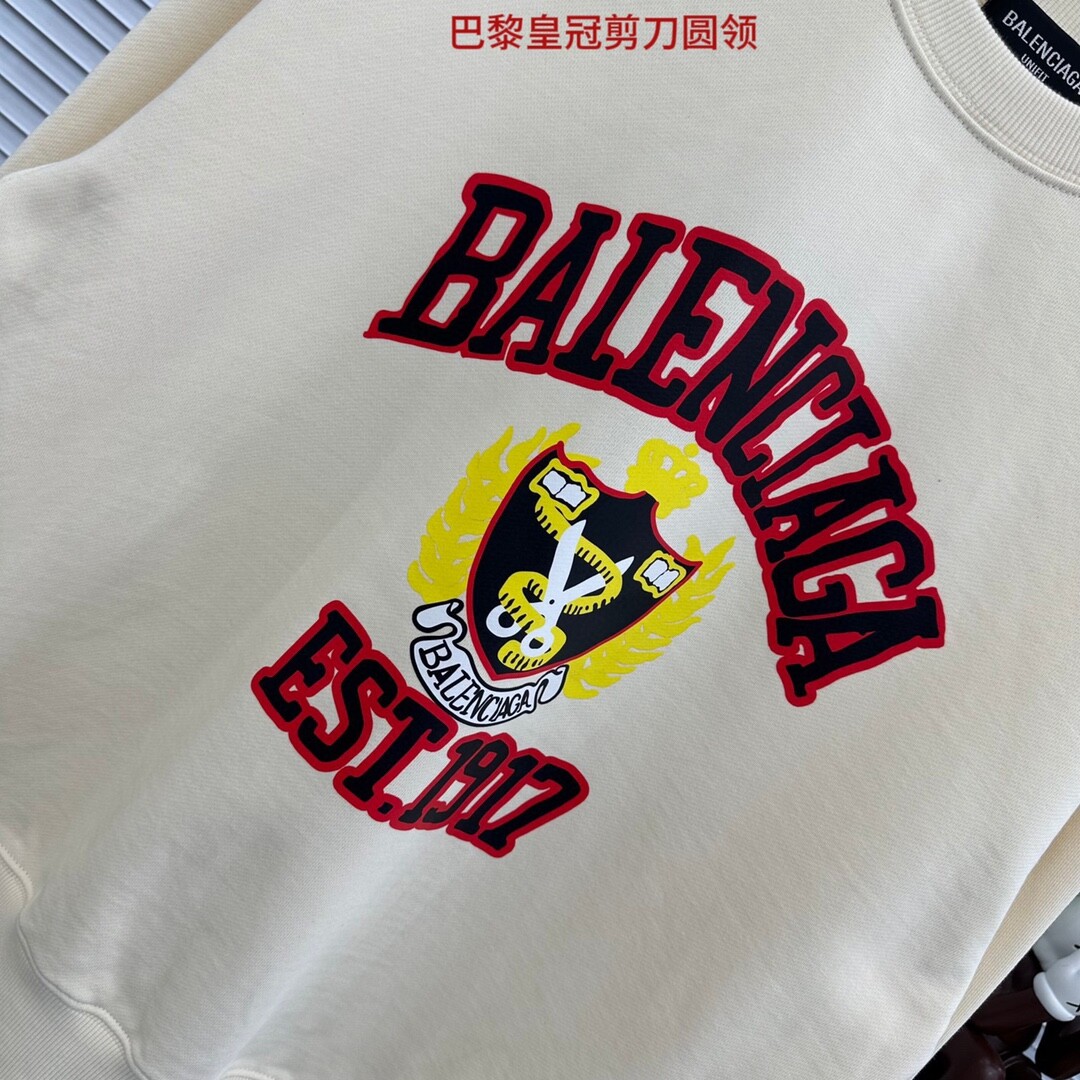 巴黎皇冠剪刀圆领
BALENCIAGA
UNIFIT
BALENCIAGA
BALENCIAGA
EST.1917